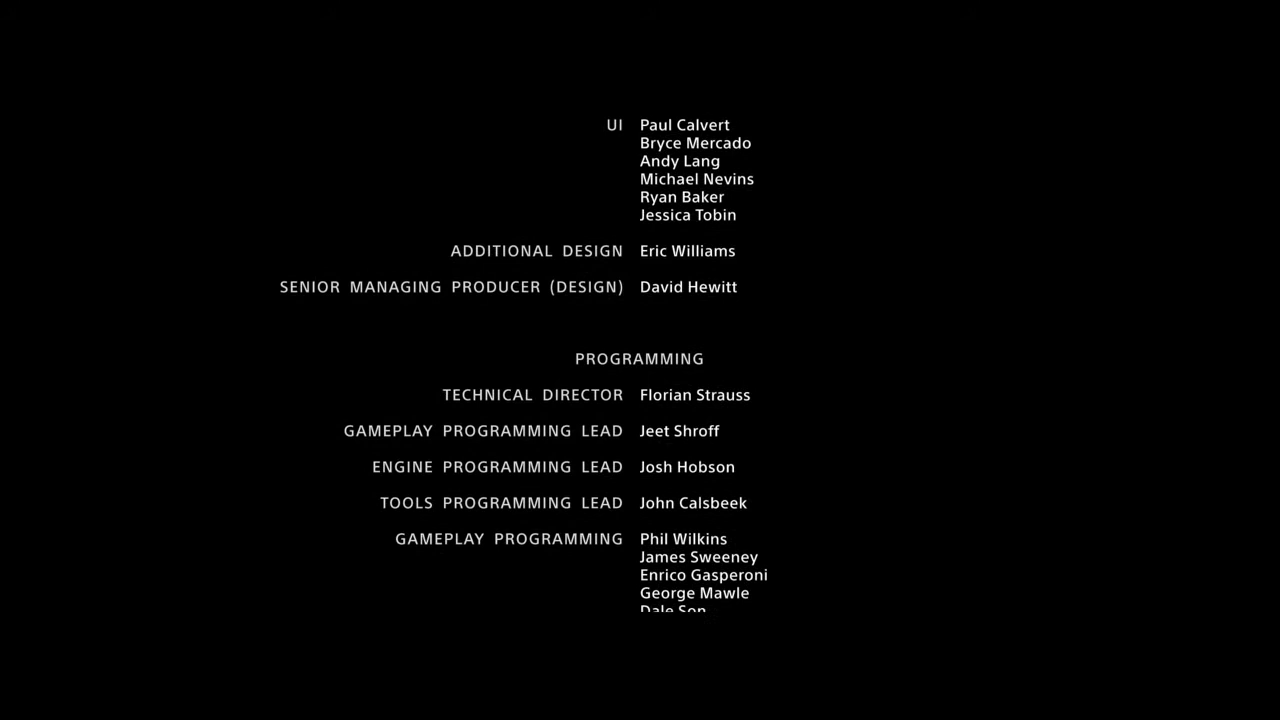 UI Paul Calvert
Bryce Mercado
Andy Lang
Michael Nevins
Ryan Baker
Jessica Tobin
ADDITIONAL DESIGN Eric Williams
SENIOR MANAGING PRODUCER (DESIGN) David Hewitt
PROGRAMMING
TECHNICAL DIRECTOR Florian Strauss
GAMEPLAY PROGRAMMING LEAD Jeet Shroff
ENGINE PROGRAMMING LEAD Josh Hobson
TOOLS PROGRAMMING LEAD John Calsbeek
GAMEPLAY PROGRAMMING Phil Wilkins
James Sweeney
Enrico Gasperoni
George Mawle
Dale Son